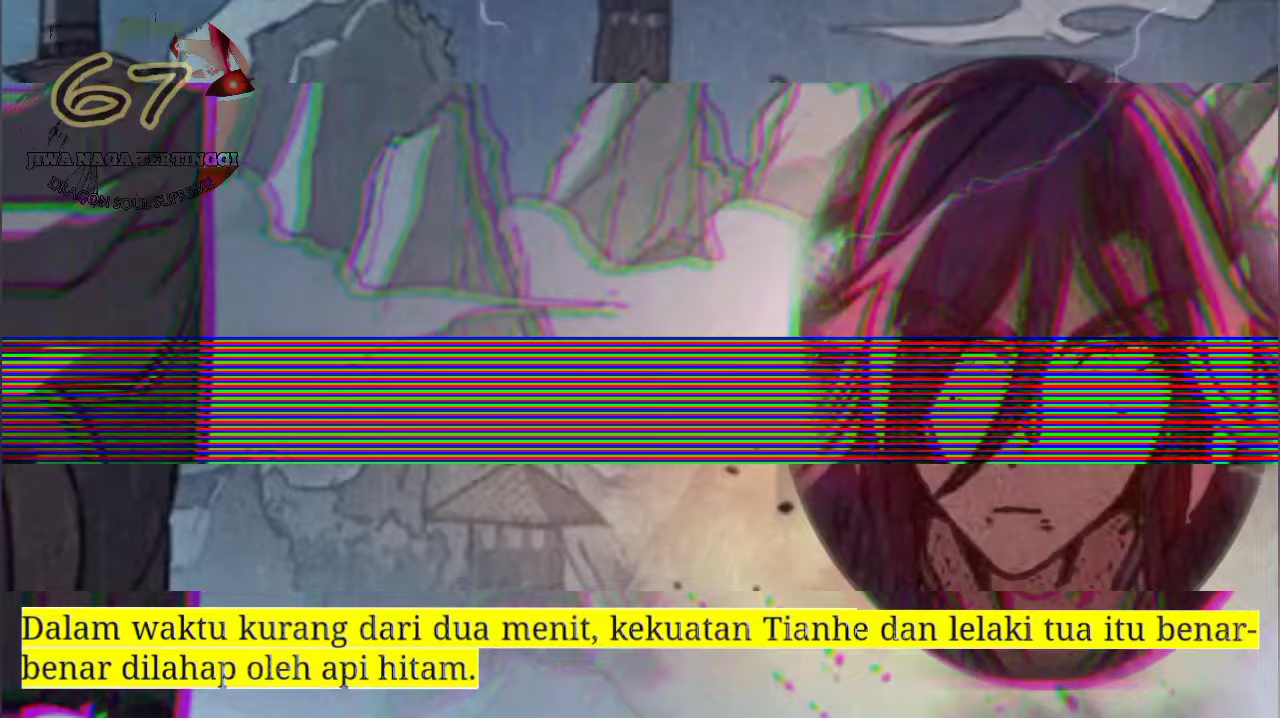 67
JIWA NAGA TERTINGGI
DRAGON SOUL SUPREME
Dalam waktu kurang dari dua menit, kekuatan Tianhe dan lelaki tua itu benar-
benar dilahap oleh api hitam.